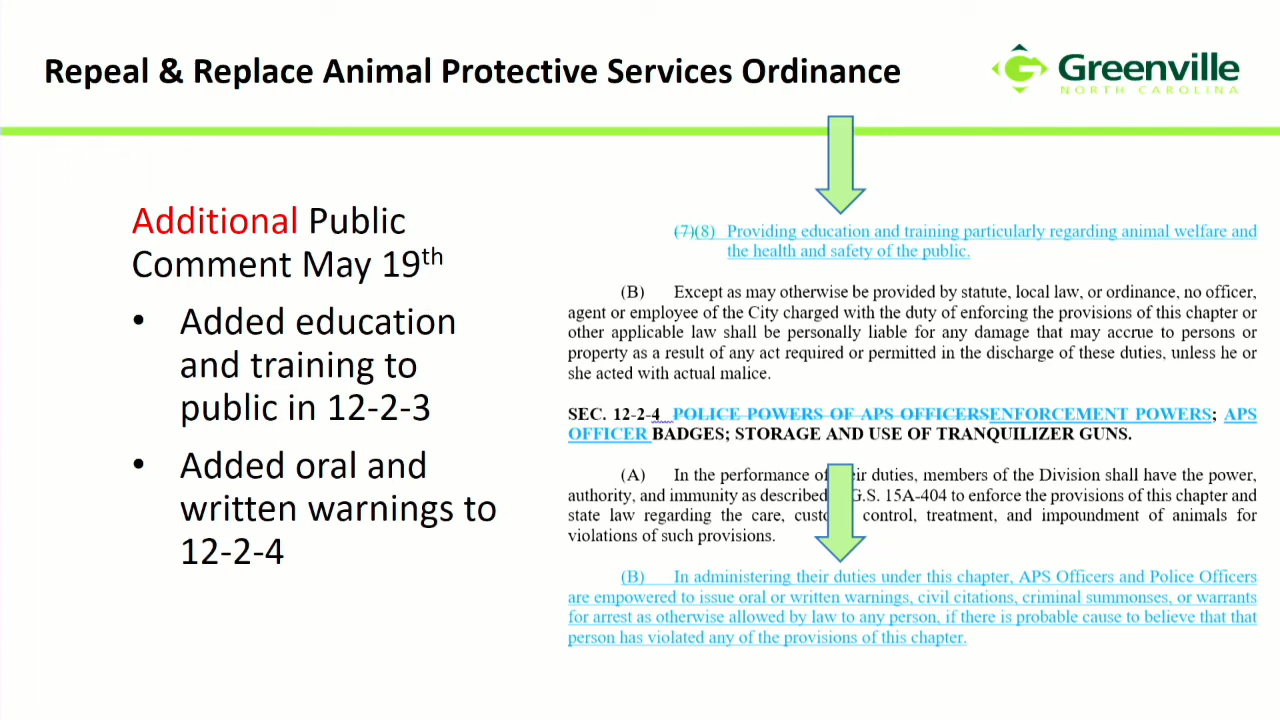 Repeal & Replace Animal Protective Services Ordinance
Greenville
NORTH CAROLINA
Additional Public
Comment May 19th
• Added education
and training to
public in 12-2-3
• Added oral and
written warnings to
12-2-4
(7)(8) Providing education and training particularly regarding animal welfare and
the health and safety of the public.
(B) Except as may otherwise be provided by statute, local law, or ordinance, no officer,
agent or employee of the City charged with the duty of enforcing the provisions of this chapter or
other applicable law shall be personally liable for any damage that may accrue to persons or
property as a result of any act required or permitted in the discharge of these duties, unless he or
she acted with actual malice.
SEC. 12-2-4 POLICE POWERS OF APS OFFICERSENFORCEMENT POWERS; APS
OFFICER BADGES; STORAGE AND USE OF TRANQUILIZER GUNS.
(A) In the performance of their duties, members of the Division shall have the power,
authority, and immunity as described G.S. 15A-404 to enforce the provisions of this chapter and
state law regarding the care, control, treatment, and impoundment of animals for
violations of such provisions.
(B) In administering their duties under this chapter, APS Officers and Police Officers
are empowered to issue oral or written warnings, civil citations, criminal summonses, or warrants
for arrest as otherwise allowed by law to any person, if there is probable cause to believe that that
person has violated any of the provisions of this chapter.